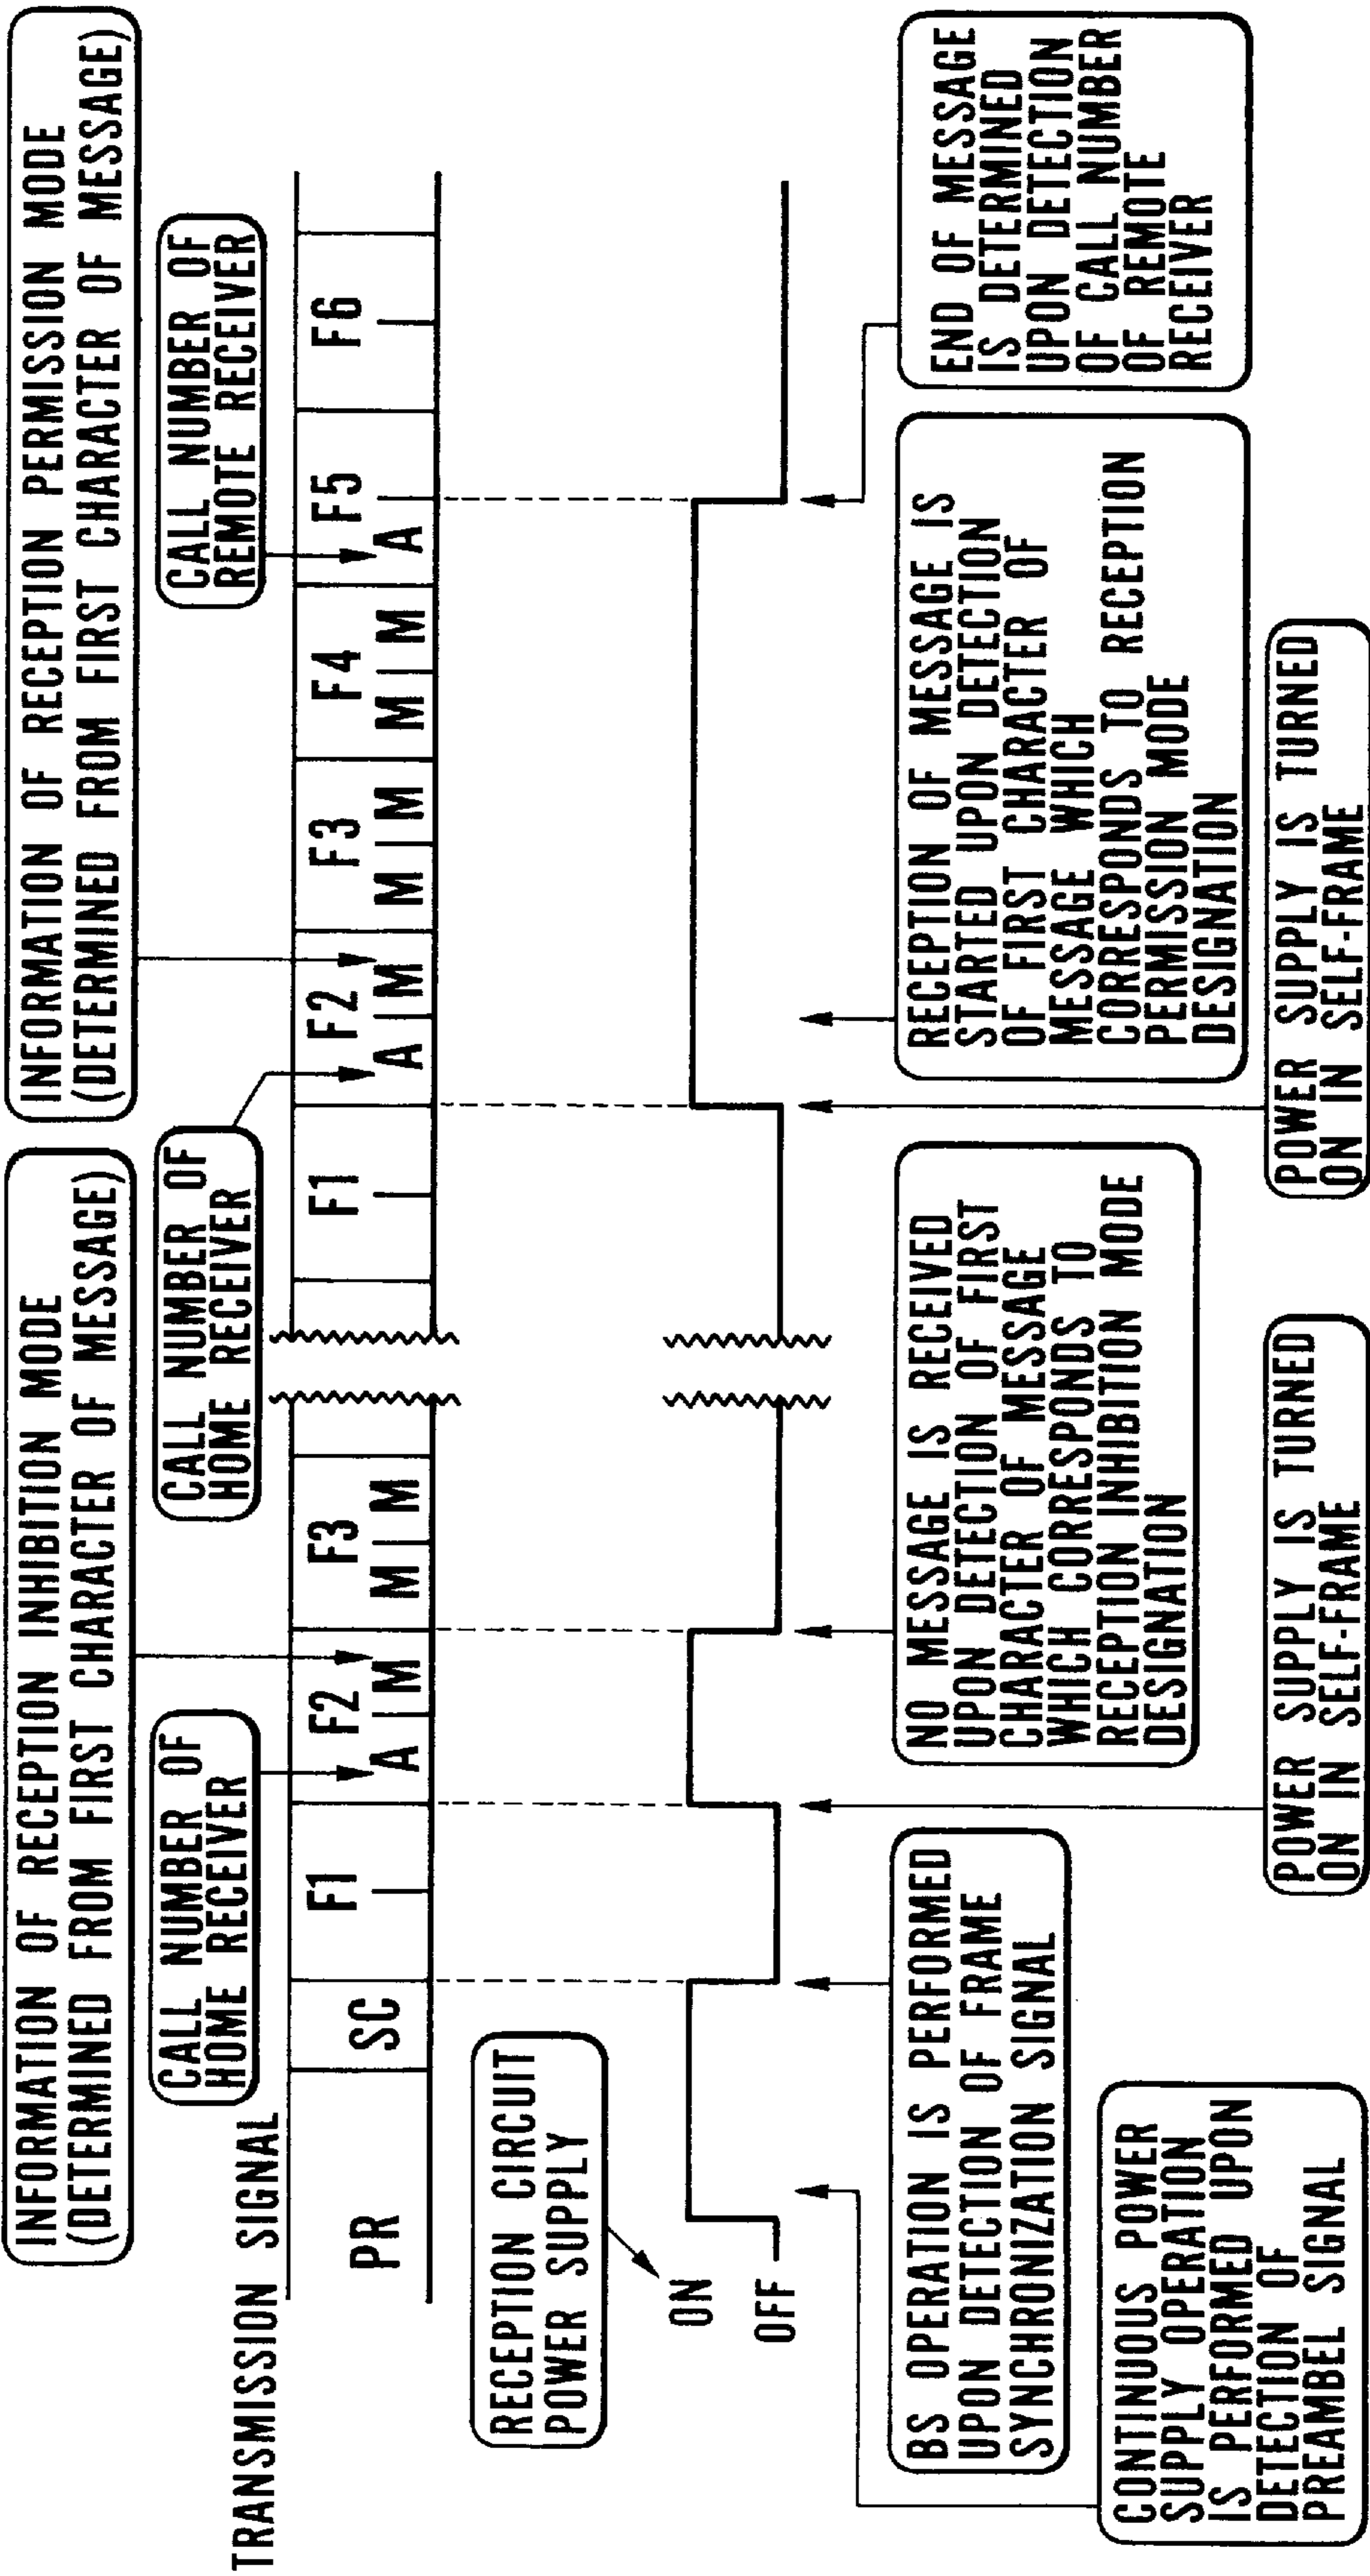 INFORMATION OF RECEPTION INHIBITION MODE
(DETERMINED FROM FIRST CHARACTER OF MESSAGE)
INFORMATION OF RECEPTION PERMISSION MODE
(DETERMINED FROM FIRST CHARACTER OF MESSAGE)
CALL NUMBER OF
HOME RECEIVER
CALL NUMBER OF
HOME RECEIVER
CALL NUMBER OF
REMOTE RECEIVER
TRANSMISSION SIGNAL
PR
SC
F1
F2
A M
F3
M M
F1
F2
A M
F3
M M
F4
M M
F5
A
F6
RECEPTION CIRCUIT
POWER SUPPLY
ON
OFF
BS OPERATION IS PERFORMED
UPON DETECTION OF FRAME
SYNCHRONIZATION SIGNAL
NO MESSAGE IS RECEIVED
UPON DETECTION OF FIRST
CHARACTER OF MESSAGE
WHICH CORRESPONDS TO
RECEPTION INHIBITION MODE
DESIGNATION
RECEPTION OF MESSAGE IS
STARTED UPON DETECTION
OF FIRST CHARACTER OF
MESSAGE WHICH
CORRESPONDS TO RECEPTION
PERMISSION MODE
DESIGNATION
END OF MESSAGE
IS DETERMINED
UPON DETECTION
OF CALL NUMBER
OF REMOTE
RECEIVER
CONTINUOUS POWER
SUPPLY OPERATION
IS PERFORMED UPON
DETECTION OF
PREAMBEL SIGNAL
POWER SUPPLY IS TURNED
ON IN SELF-FRAME
POWER SUPPLY IS TURNED
ON IN SELF-FRAME